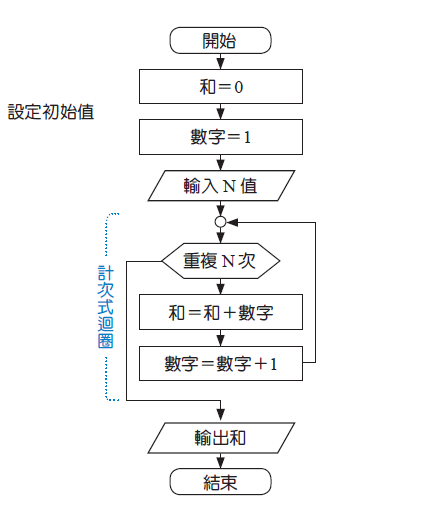 開始
和＝0
設定初始值
數字＝1
輸入 N 值
計次式迴圈
重複 N 次
和＝和＋數字
數字＝數字＋1
輸出和
結束